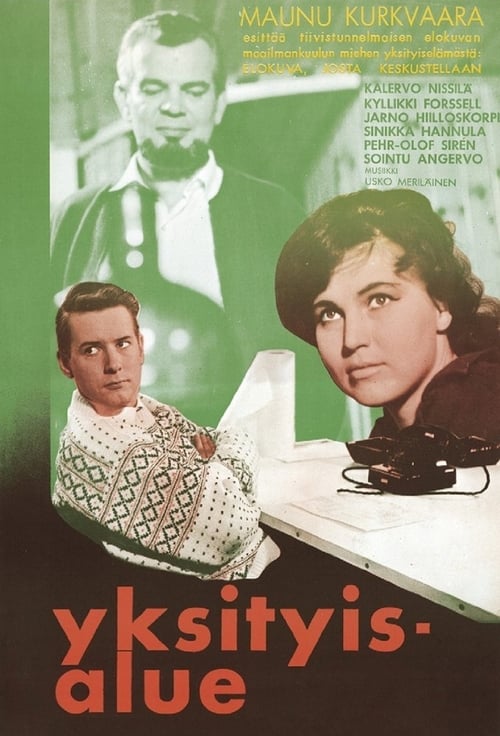 MAUNU KURKVAARA
esittää tiivistunnelmaisen elokuvan
maailmankuulun miehen yksityiselämästä:
ELOKUVA, JOSTA KESKUSTELLAAN
KALERVO NISSILÄ
KYLLIKKI FORSSELL
JARNO HIILLOSKORPI
SINIKKA HANNULA
PEHR-OLOF SIRÉN
SOINTU ANGERVO
MUSIIKKI
USKO MERILÄINEN
yksityis-
alue